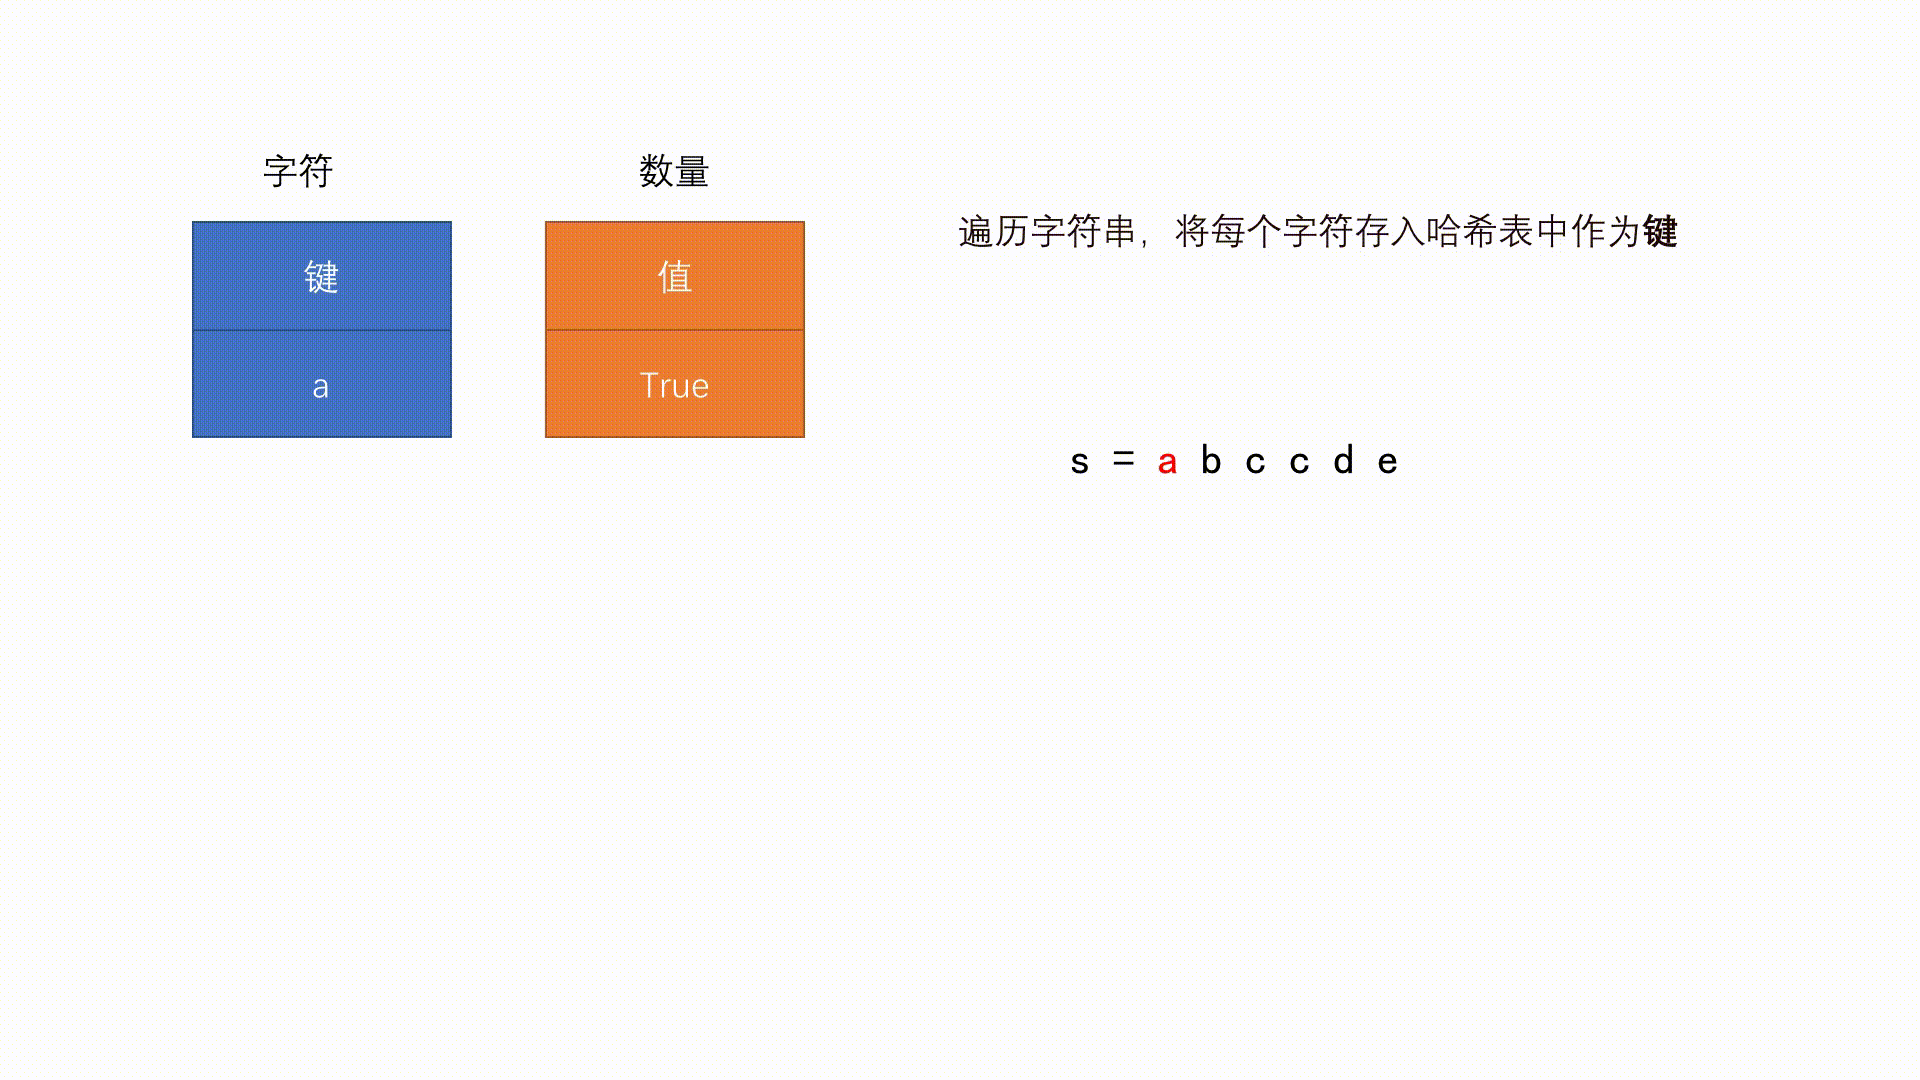 字符
数量
键
值
a
True
遍历字符串，将每个字符存入哈希表中作为键
s = a b c c d e